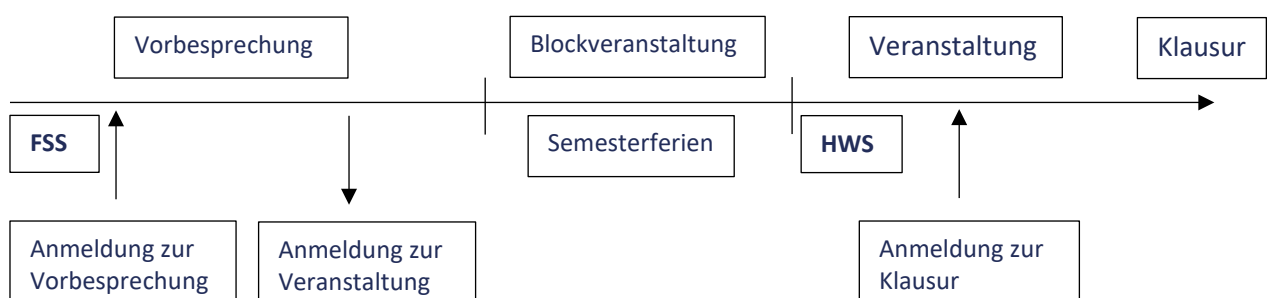 Vorbesprechung
Blockveranstaltung
Veranstaltung
Klausur
FSS
Semesterferien
HWS
Anmeldung zur
Vorbesprechung
Anmeldung zur
Veranstaltung
Anmeldung zur
Klausur